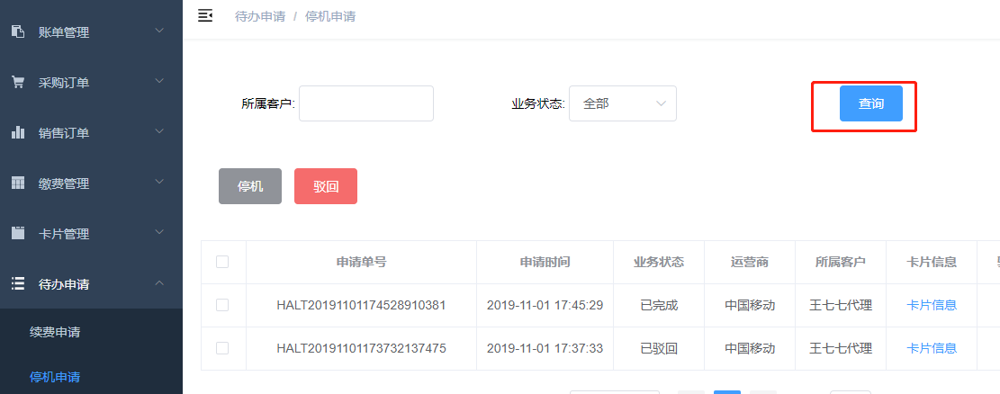 待办申请 / 停机申请
账单管理
采购订单
销售订单
缴费管理
卡片管理
待办申请
续费申请
停机申请
所属客户: 业务状态: 全部 查询
停机 驳回
申请单号 申请时间 业务状态 运营商 所属客户 卡片信息
HALT20191101174528910381 2019-11-01 17:45:29 已完成 中国移动 王七七代理 卡片信息
HALT20191101173732137475 2019-11-01 17:37:33 已驳回 中国移动 王七七代理 卡片信息